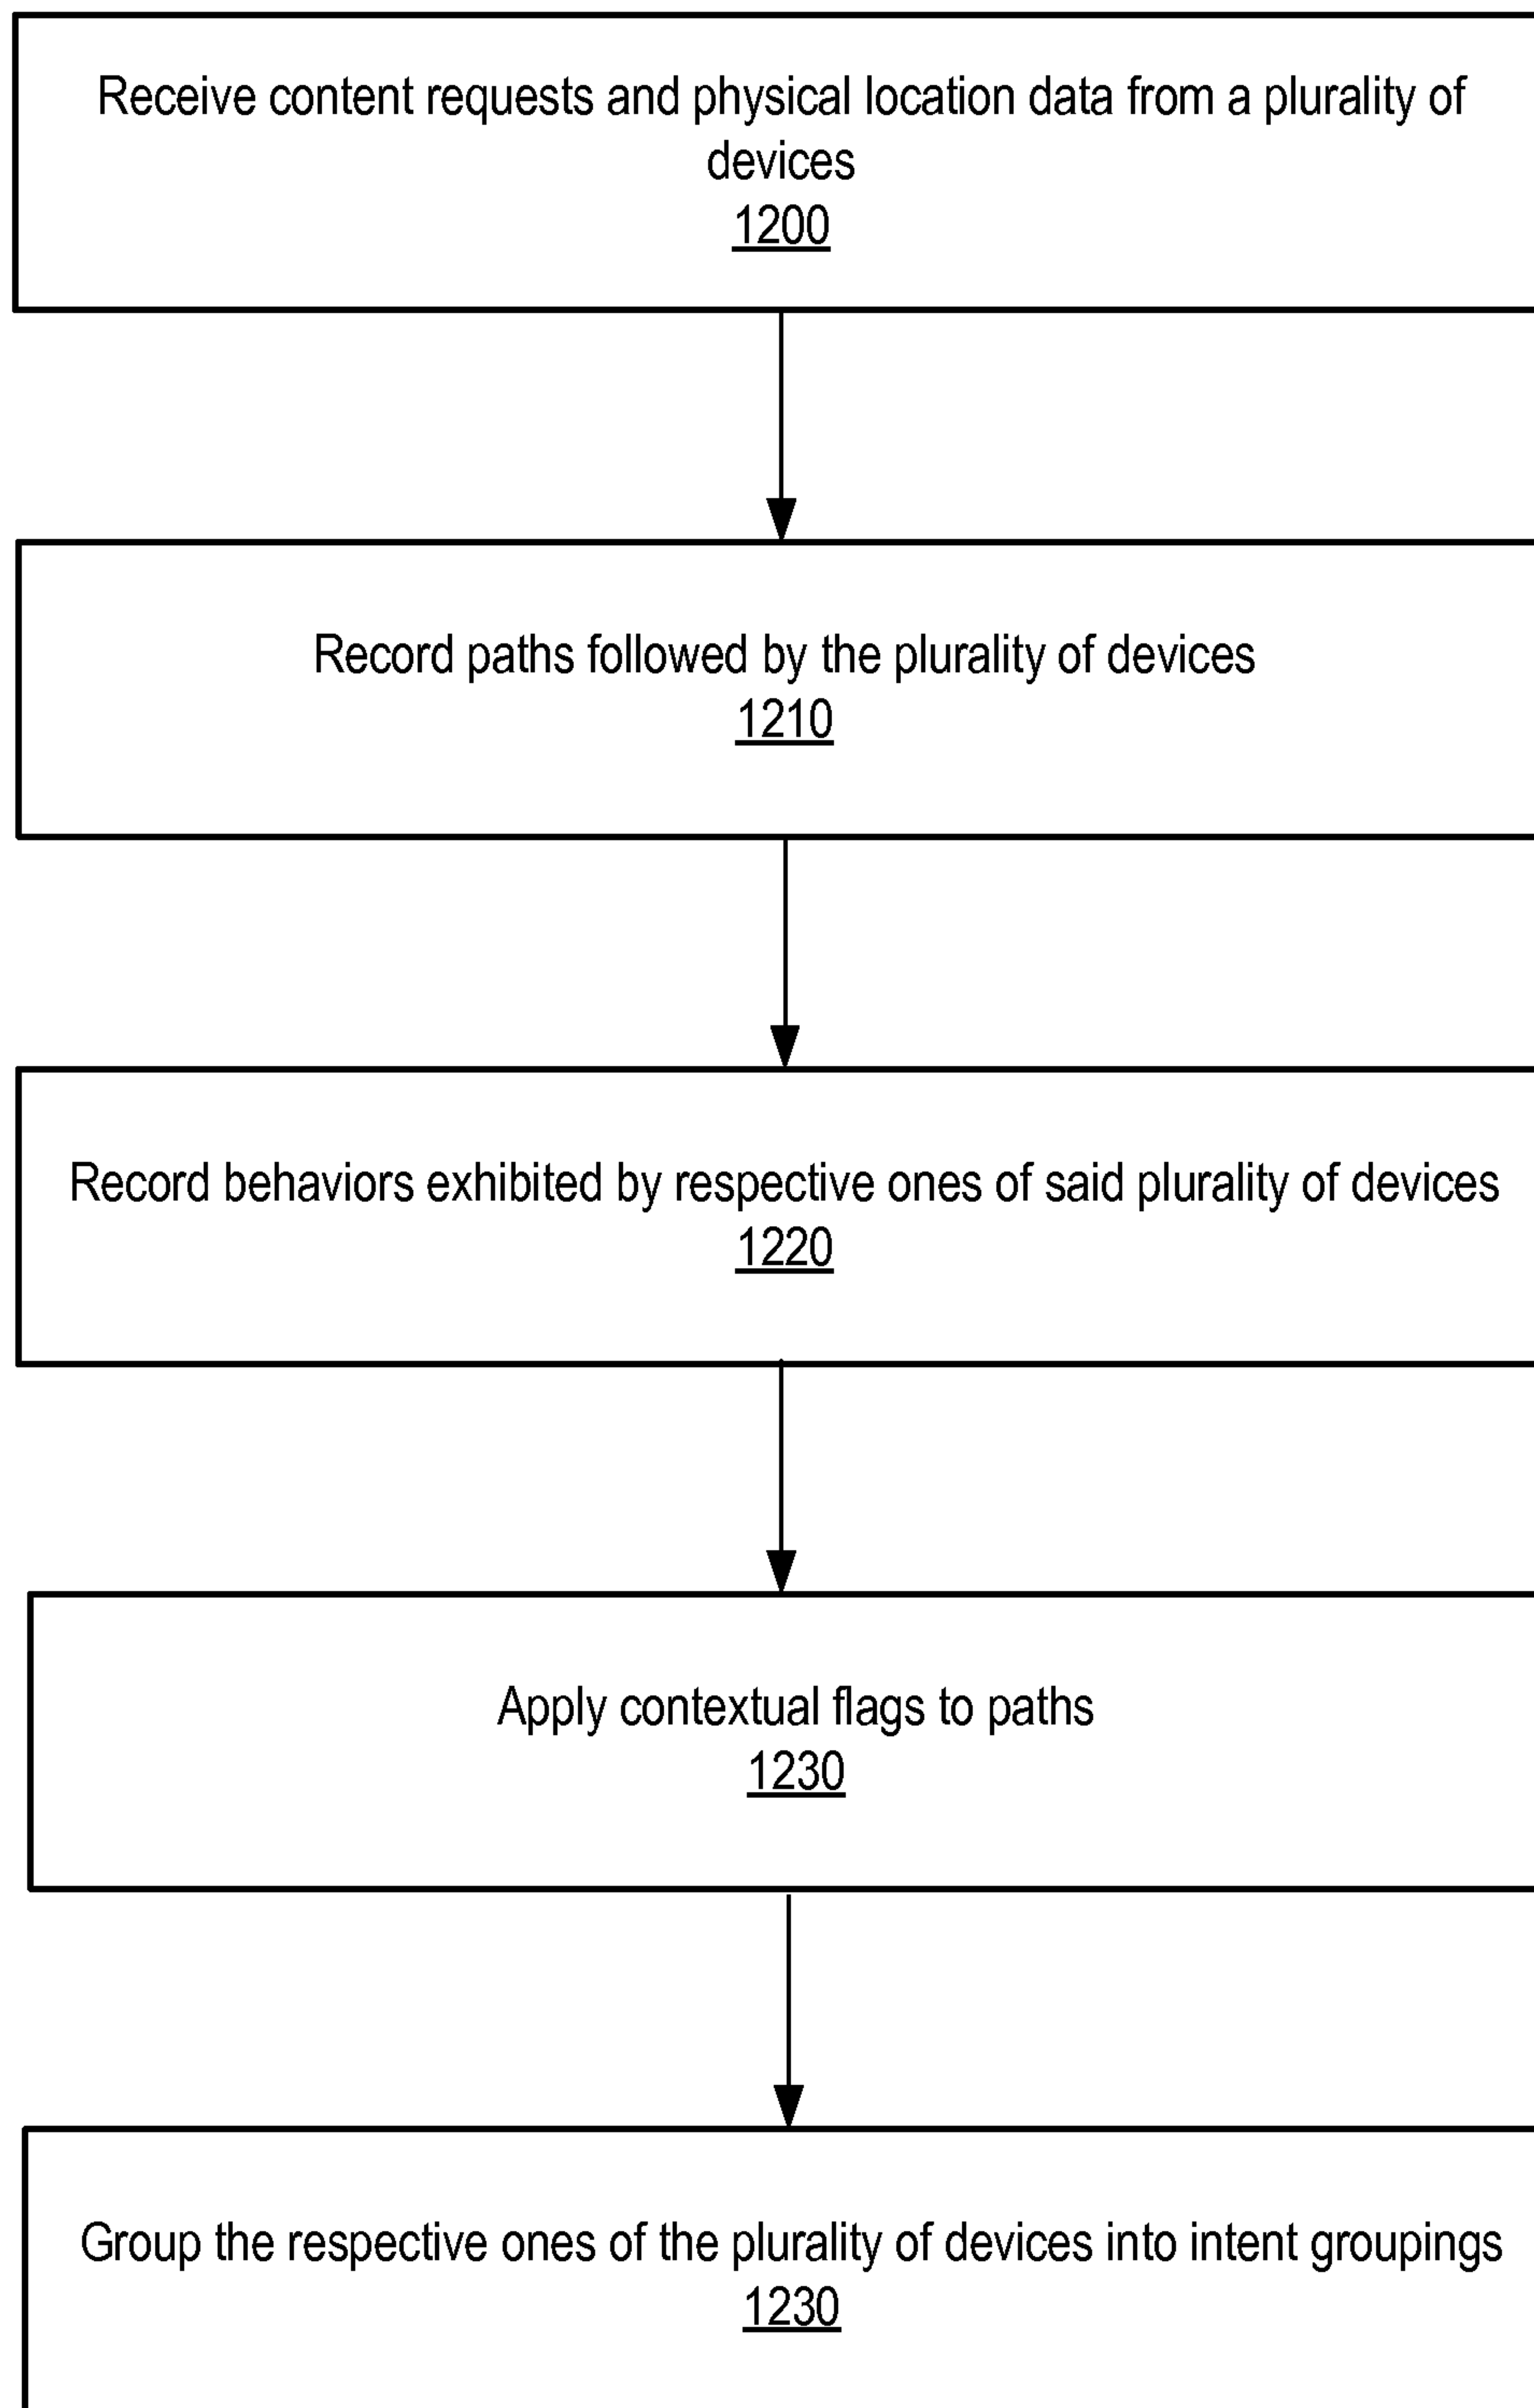 Receive content requests and physical location data from a plurality of
devices
1200
Record paths followed by the plurality of devices
1210
Record behaviors exhibited by respective ones of said plurality of devices
1220
Apply contextual flags to paths
1230
Group the respective ones of the plurality of devices into intent groupings
1230